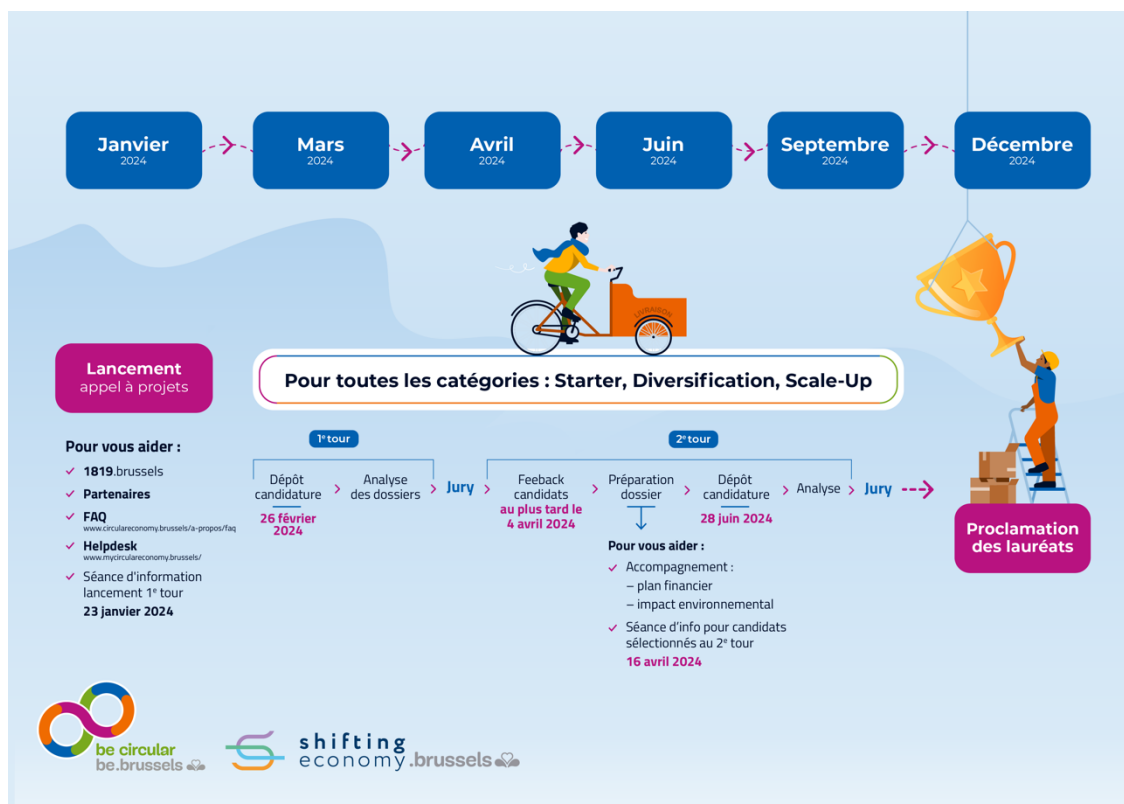 Janvier
2024
Mars
2024
Avril
2024
Juin
2024
Septembre
2024
Décembre
2024
LIVRAISON
Lancement
appel à projets
Pour toutes les catégories : Starter, Diversification, Scale-Up
Pour vous aider :
1819.brussels
Partenaires
FAQ
www.circulareconomy.brussels/a-propos/faq
Helpdesk
www.mycirculareconomy.brussels/
Séance d'information
lancement 1e tour
23 janvier 2024
1e tour
Dépôt
candidature
26 février
2024
Analyse
des dossiers
Jury
2e tour
Feeback
candidats
au plus tard le
4 avril 2024
Préparation
dossier
Dépôt
candidature
28 juin 2024
Analyse
Jury
Pour vous aider :
Accompagnement :
– plan financier
– impact environnemental
Séance d'info pour candidats
sélectionnés au 2e tour
16 avril 2024
Proclamation
des lauréats
be circular
be.brussels
shifting
economy.brussels